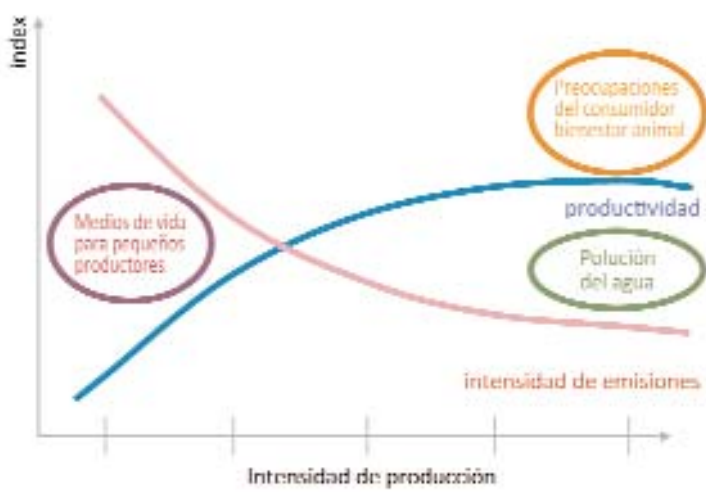 index
Preocupaciones
del consumidor
bienestar animal
Medios de vida
para pequeños
productores
productividad
Polución
del agua
intensidad de emisiones
Intensidad de producción